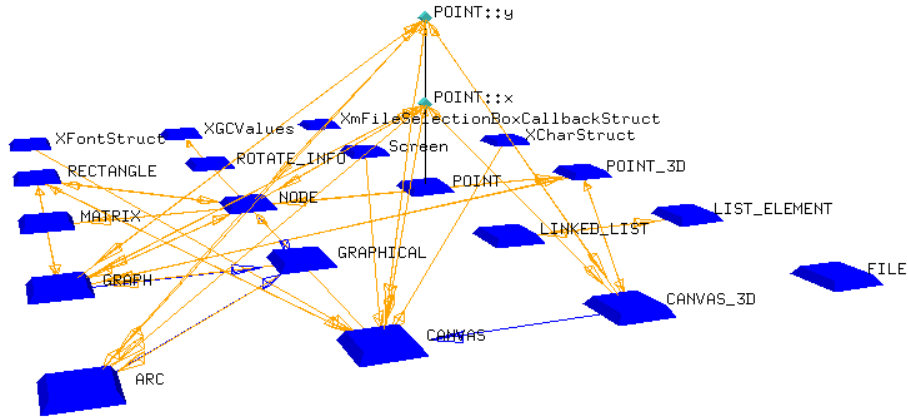 POINT::y
POINT::x
XmFileSelectionBoxCallbackStruct
XGCValues
XCharStruct
XFontStruct
Screen
ROTATE_INFO
RECTANGLE
POINT_3D
POINT
NODE
LIST_ELEMENT
MATRIX
LINKED_LIST
GRAPHICAL
FILE
GRAPH
CANVAS_3D
CANVAS
ARC